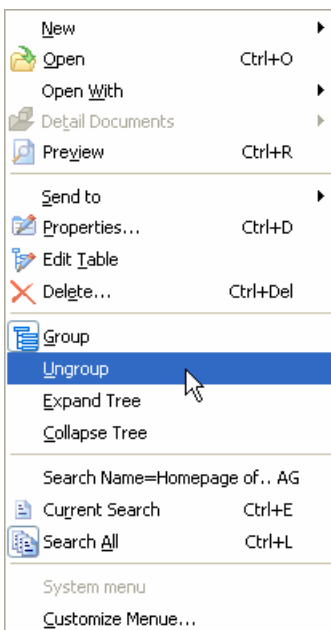 New
Open Ctrl+O
Open With
Detail Documents
Preview Ctrl+R
Send to
Properties... Ctrl+D
Edit Table
Delete... Ctrl+Del
Group
Ungroup
Expand Tree
Collapse Tree
Search Name=Homepage of.. AG
Current Search Ctrl+E
Search All Ctrl+L
System menu
Customize Menue...